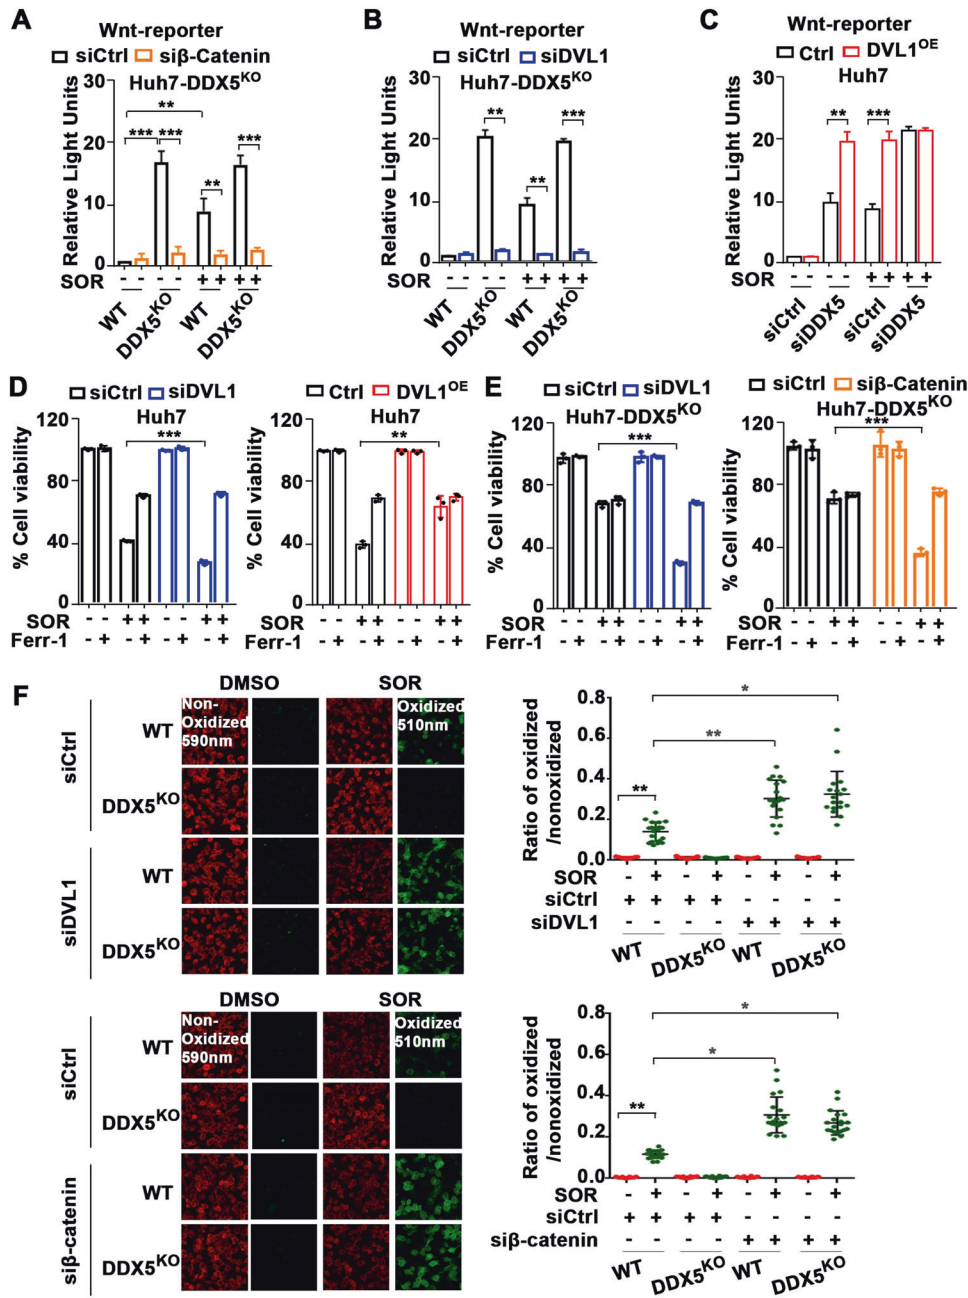 A
Wnt-reporter
siCtrl siβ-Catenin
Huh7-DDX5KO
Relative Light Units
30
20
10
0
** 
*** *** ** ***
SOR - - - - + + + +
WT DDX5KO WT DDX5KO
B
Wnt-reporter
siCtrl siDVL1
Huh7-DDX5KO
Relative Light Units
30
20
10
0
** ** ***
SOR - - - - + + + +
WT DDX5KO WT DDX5KO
C
Wnt-reporter
Ctrl DVL1OE
Huh7
Relative Light Units
30
20
10
0
** ***
SOR - - - - + + + +
siCtrl siDDX5 siCtrl siDDX5
D
siCtrl siDVL1
Huh7
% Cell viability
120
80
40
0
***
SOR - - + + - - + +
Ferr-1 - + - + - + - +
Ctrl DVL1OE
Huh7
% Cell viability
120
80
40
0
**
- - + + - - + +
- + - + - + - +
E
siCtrl siDVL1
Huh7-DDX5KO
% Cell viability
120
80
40
0
***
SOR - - + + - - + +
Ferr-1 - + - + - + - +
siCtrl siβ-Catenin
Huh7-DDX5KO
% Cell viability
120
80
40
0
***
SOR - - + + - - + +
Ferr-1 - + - + - + - +
F
DMSO SOR
Non-
Oxidized
590nm
Oxidized
510nm
siCtrl
WT
DDX5KO
siDVL1
WT
DDX5KO
Ratio of oxidized
/nonoxidized
0.8
0.6
0.4
0.2
0.0
*
**
**
SOR - + - + - + - +
siCtrl + + + + - - - -
siDVL1 - - - - + + + +
WT DDX5KO WT DDX5KO
DMSO SOR
Non-
Oxidized
590nm
Oxidized
510nm
siCtrl
WT
DDX5KO
siβ-catenin
WT
DDX5KO
Ratio of oxidized
/nonoxidized
0.8
0.6
0.4
0.2
0.0
*
*
**
SOR - + - + - + - +
siCtrl + + + + - - - -
siβ-catenin - - - - + + + +
WT DDX5KO WT DDX5KO